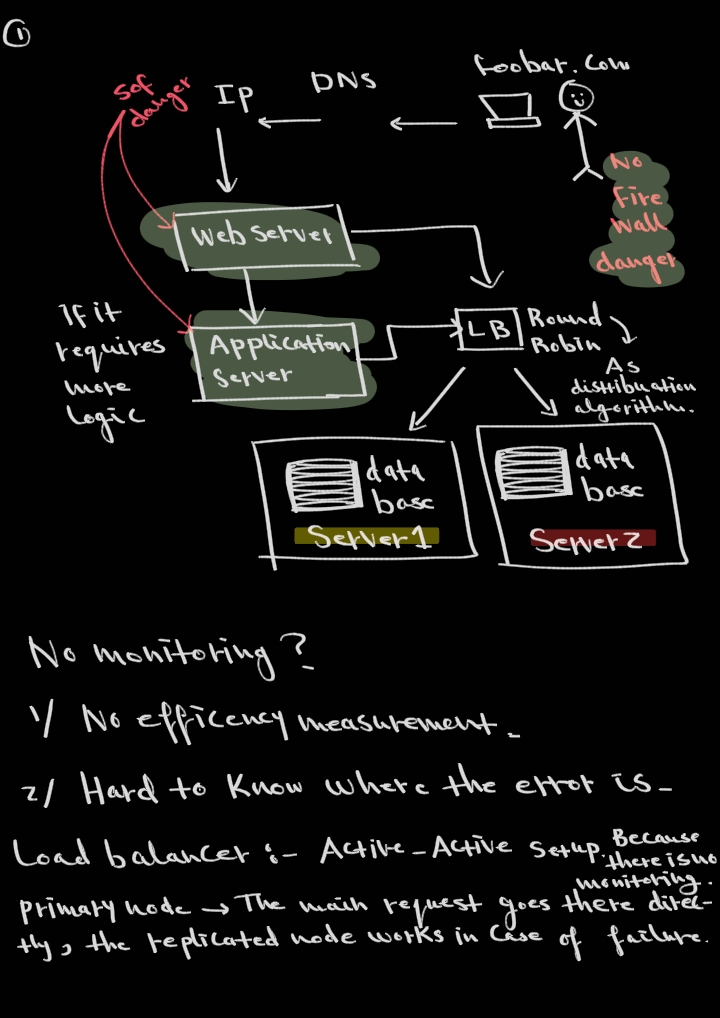 ①
foobar.com
DNS
IP
SOF
danger
No
Fire
wall
danger
Web Server
If it
requires
more
Logic
Application
Server
LB
Round
Robin
As
distribuation
algorithm.
data
base
Server 1
data
base
Server 2
No monitoring?
1/ No efficency measurement.
2/ Hard to know where the error is.
Load balancer :- Active-Active setup. Because
there is no
monitoring.
Primary node → The main request goes there direc-
tly, the replicated node works in case of failure.